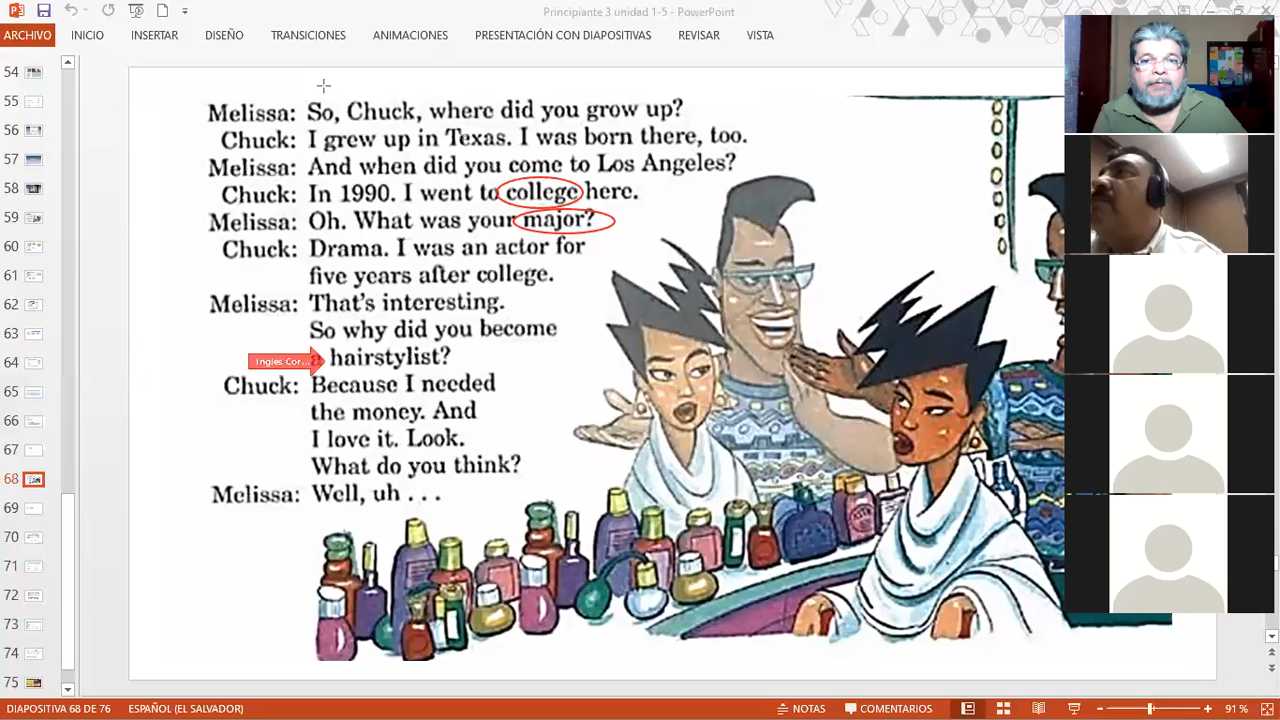 Principiante 3 unidad 1-5 - PowerPoint
ARCHIVO INICIO INSERTAR DISEÑO TRANSICIONES ANIMACIONES PRESENTACIÓN CON DIAPOSITIVAS REVISAR VISTA
54
55
56
57
58
59
60
61
62
63
64
65
66
67
68
69
70
71
72
73
74
75
Melissa: So, Chuck, where did you grow up?
Chuck: I grew up in Texas. I was born there, too.
Melissa: And when did you come to Los Angeles?
Chuck: In 1990. I went to college here.
Melissa: Oh. What was your major?
Chuck: Drama. I was an actor for
five years after college.
Melissa: That's interesting.
So why did you become
Ingles Cor... hairstylist?
Chuck: Because I needed
the money. And
I love it. Look.
What do you think?
Melissa: Well, uh . . .
DIAPOSITIVA 68 DE 76 ESPAÑOL (EL SALVADOR) NOTAS COMENTARIOS 91 %